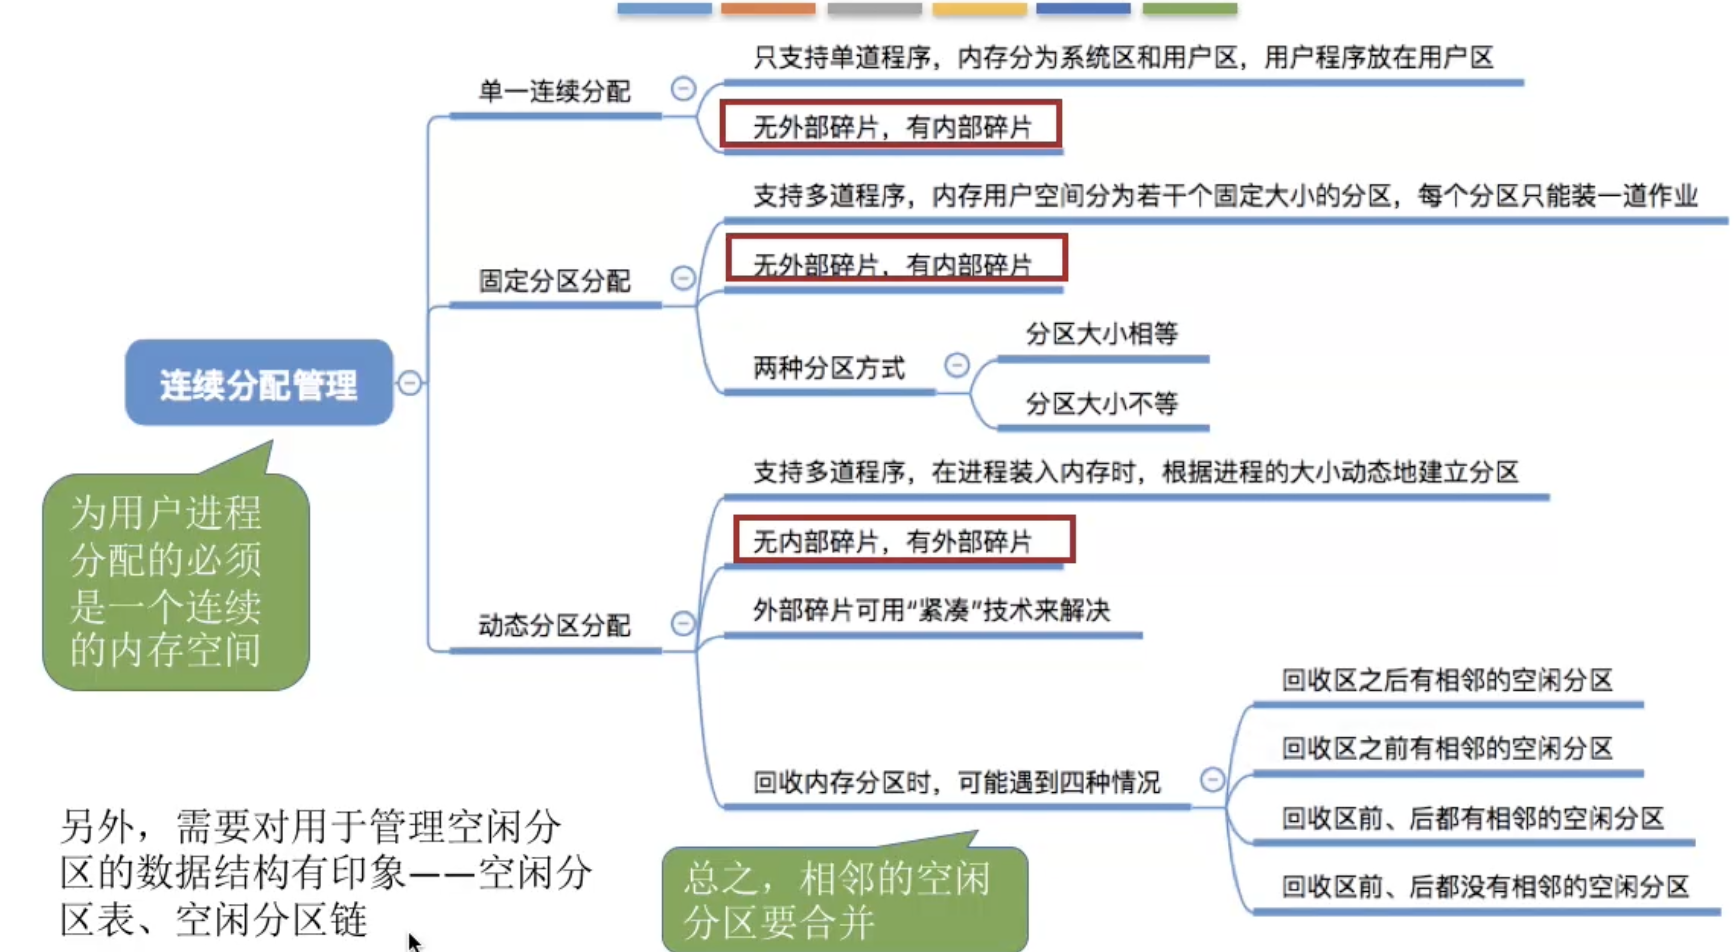 只支持单道程序，内存分为系统区和用户区，用户程序放在用户区
单一连续分配
无外部碎片，有内部碎片
支持多道程序，内存用户空间分为若干个固定大小的分区，每个分区只能装一道作业
固定分区分配
无外部碎片，有内部碎片
两种分区方式
分区大小相等
分区大小不等
连续分配管理
为用户进程
分配的必须
是一个连续
的内存空间
支持多道程序，在进程装入内存时，根据进程的大小动态地建立分区
无内部碎片，有外部碎片
动态分区分配
外部碎片可用“紧凑”技术来解决
回收内存分区时，可能遇到四种情况
回收区之后有相邻的空闲分区
回收区之前有相邻的空闲分区
回收区前、后都有相邻的空闲分区
回收区前、后都没有相邻的空闲分区
总之，相邻的空闲
分区要合并
另外，需要对用于管理空闲分
区的数据结构有印象——空闲分
区表、空闲分区链